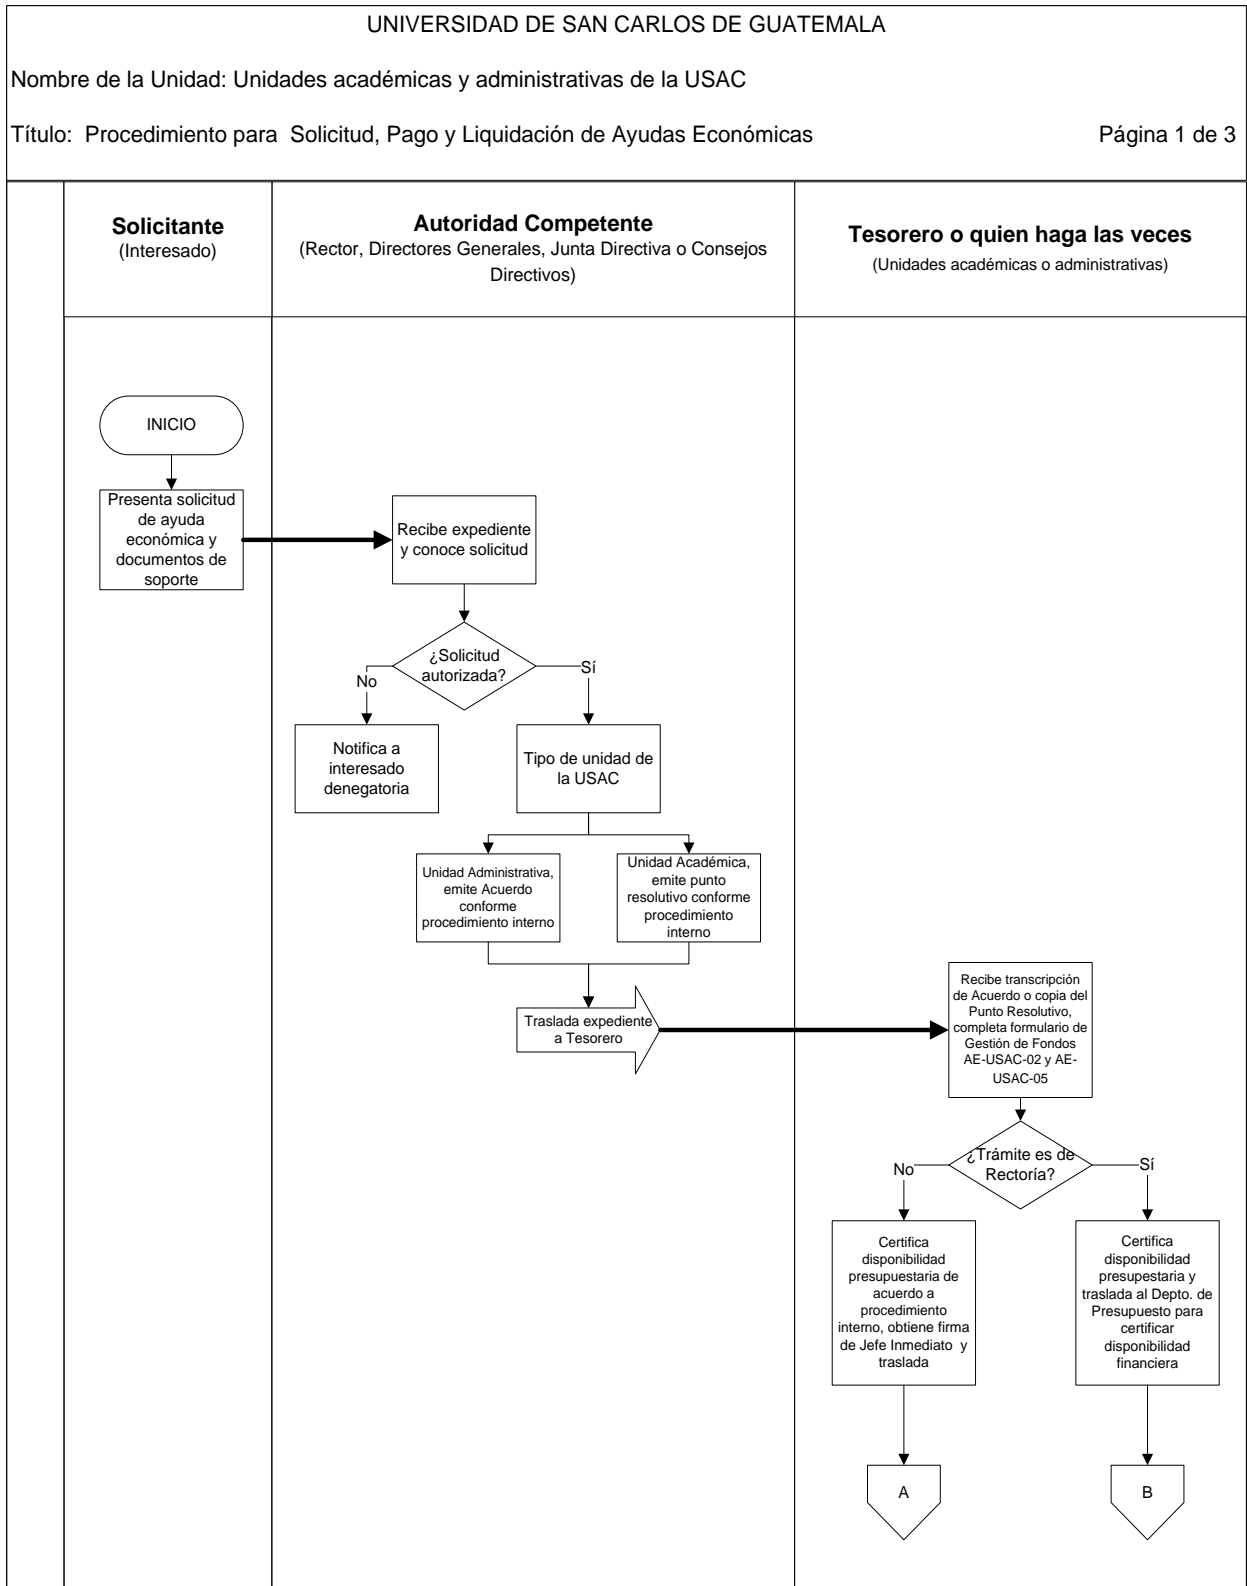 UNIVERSIDAD DE SAN CARLOS DE GUATEMALA
Nombre de la Unidad: Unidades académicas y administrativas de la USAC
Título: Procedimiento para Solicitud, Pago y Liquidación de Ayudas Económicas Página 1 de 3
Solicitante
(Interesado)
Autoridad Competente
(Rector, Directores Generales, Junta Directiva o Consejos
Directivos)
Tesorero o quien haga las veces
(Unidades académicas o administrativas)
INICIO
Presenta solicitud
de ayuda
económica y
documentos de
soporte
Recibe expediente
y conoce solicitud
¿Solicitud
autorizada?
No
Sí
Notifica a
interesado
denegatoria
Tipo de unidad de
la USAC
Unidad Administrativa,
emite Acuerdo
conforme
procedimiento interno
Unidad Académica,
emite punto
resolutivo conforme
procedimiento
interno
Traslada expediente
a Tesorero
Recibe transcripción
de Acuerdo o copia del
Punto Resolutivo,
completa formulario de
Gestión de Fondos
AE-USAC-02 y AE-
USAC-05
¿Trámite es de
Rectoría?
No
Sí
Certifica
disponibilidad
presupuestaria de
acuerdo a
procedimiento
interno, obtiene firma
de Jefe Inmediato y
traslada
Certifica
disponibilidad
presupestaria y
traslada al Depto. de
Presupuesto para
certificar
disponibilidad
financiera
A
B